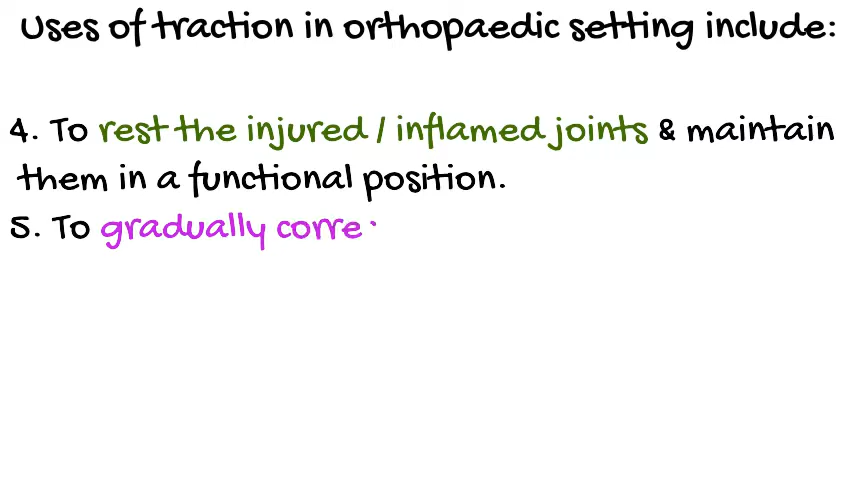 Uses of traction in orthopaedic setting include:
4. To rest the injured / inflamed joints & maintain
them in a functional position.
5. To gradually corre